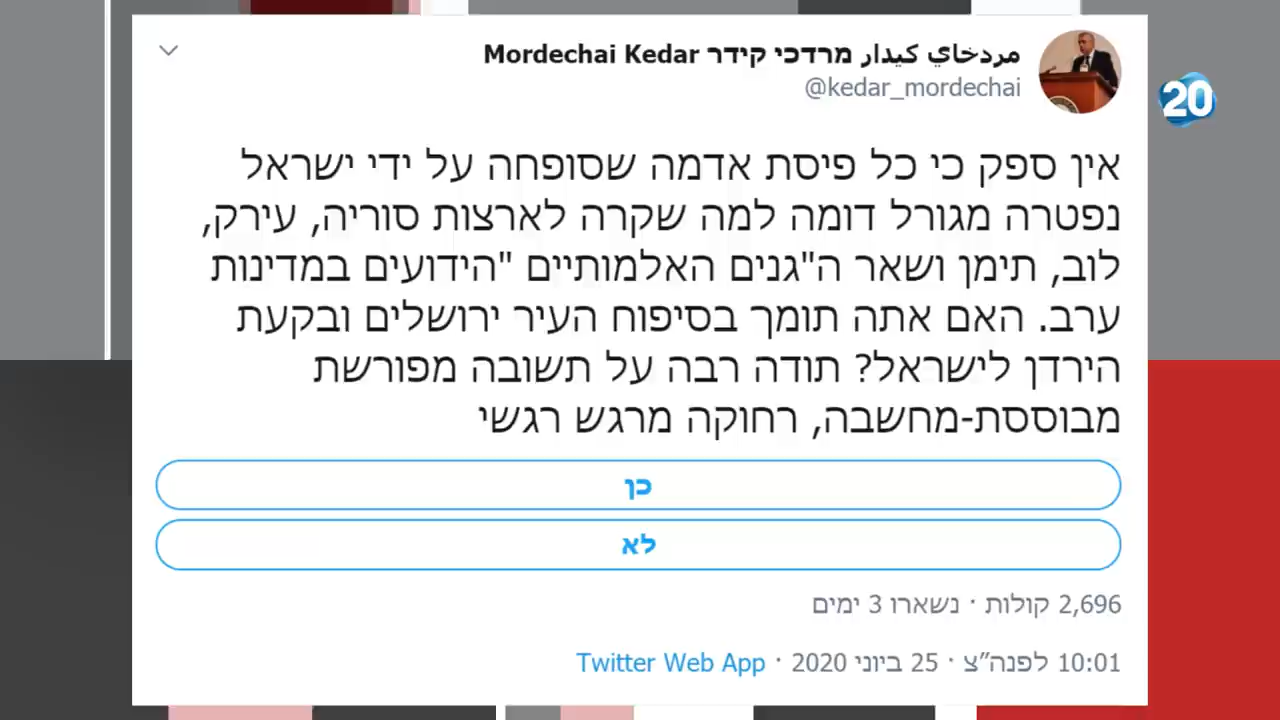 Mordechai Kedar מרדכי קידר مردخاي كيدار
@kedar_mordechai
20
אין ספק כי כל פיסת אדמה שסופחה על ידי ישראל
נפטרה מגורל דומה למה שקרה לארצות סוריה, עירק,
לוב, תימן ושאר ה"גנים האלמותיים "הידועים במדינות
ערב. האם אתה תומך בסיפוח העיר ירושלים ובקעת
הירדן לישראל? תודה רבה על תשובה מפורשת
מבוססת-מחשבה, רחוקה מרגש רגשי
כן
לא
2,696 קולות · נשארו 3 ימים
10:01 לפנה”צ · 25 ביוני 2020 · Twitter Web App